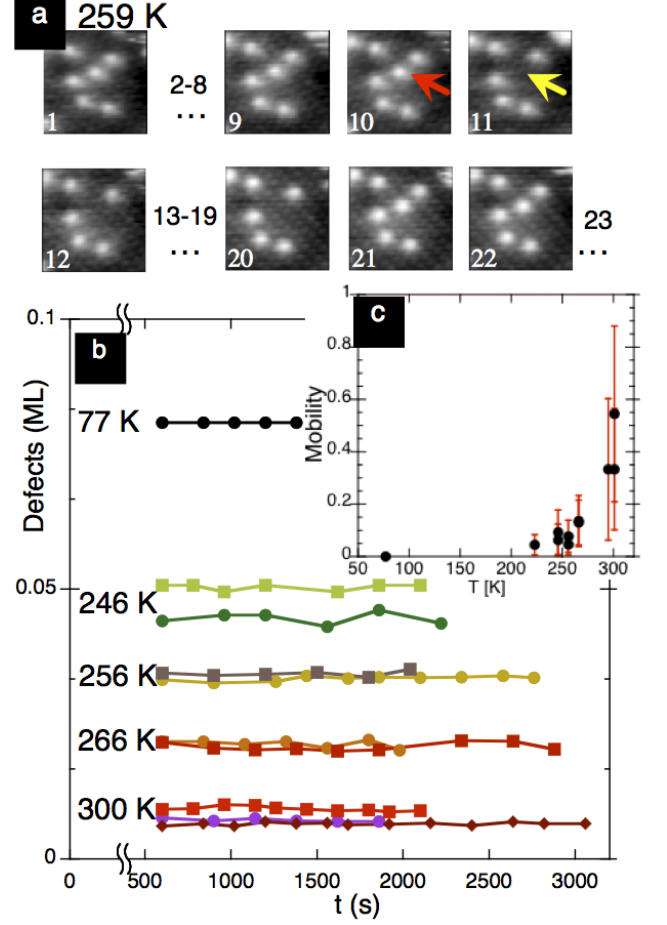 a 259 K
1
2-8
...
9
10
11
12
13-19
...
20
21
22
23
...
b
c
0.1
0.05
0
Defects (ML)
77 K
246 K
256 K
266 K
300 K
0 500 1000 1500 2000 2500 3000
t (s)
1
0.8
0.6
0.4
0.2
0
Mobility
50 100 150 200 250 300
T [K]